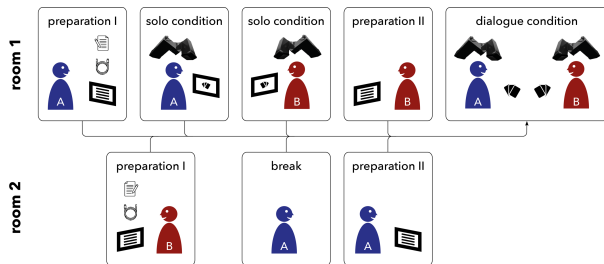 preparation I
solo condition
solo condition
preparation II
dialogue condition
room 1
A
A
B
B
A
B
preparation I
break
preparation II
room 2
B
A
A